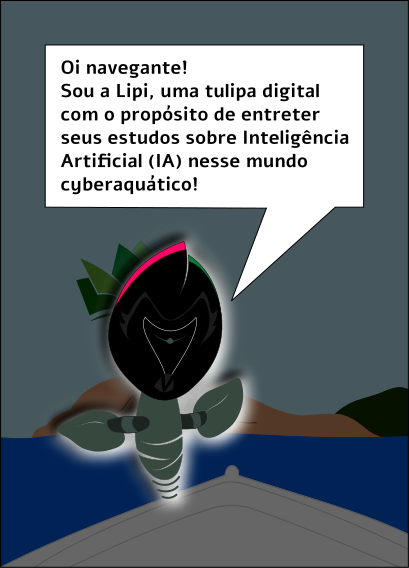 Oi navegante!
Sou a Lipi, uma tulipa digital
com o propósito de entreter
seus estudos sobre Inteligência
Artificial (IA) nesse mundo
cyberaquático!